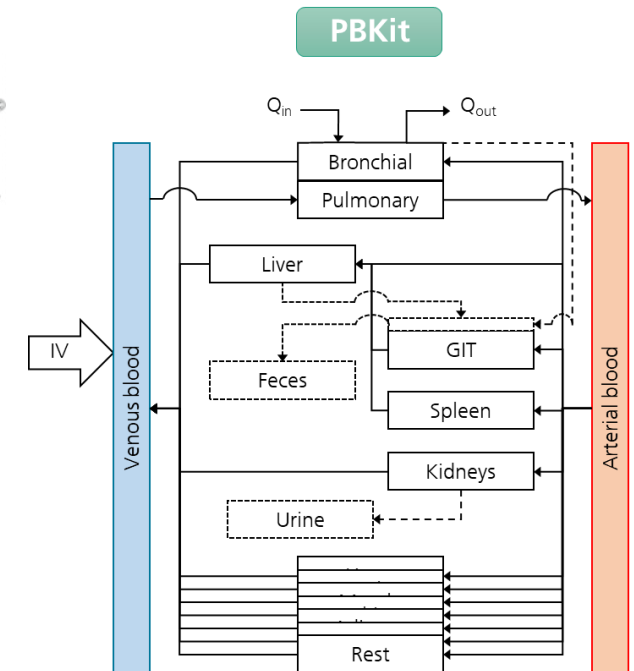 PBKit
Qin
Qout
Bronchial
Pulmonary
Liver
IV
GIT
Feces
Venous blood
Arterial blood
Spleen
Kidneys
Urine
Rest